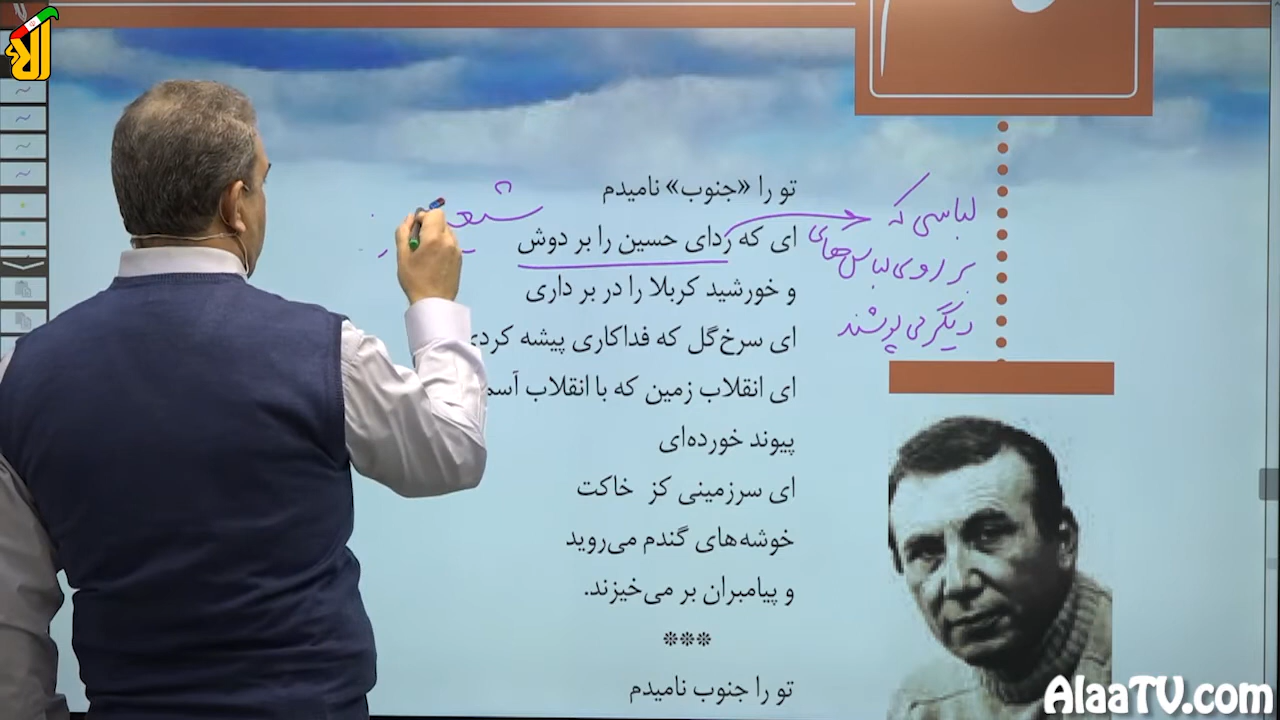 تو را «جنوب» نامیدم
ای که ردای حسین را بر دوش
و خورشید کربلا را در بر داری
ای سرخ‌گل که فداکاری پیشه کردی
ای انقلاب زمین که با انقلاب آسم
پیوند خورده‌ای
ای سرزمینی کز خاکت
خوشه‌های گندم می‌روید
و پیامبران بر می‌خیزند.
***
تو را جنوب نامیدم
لباسی که
بر روی لباس‌های
دیگر می پوشند
AlaaTV.com